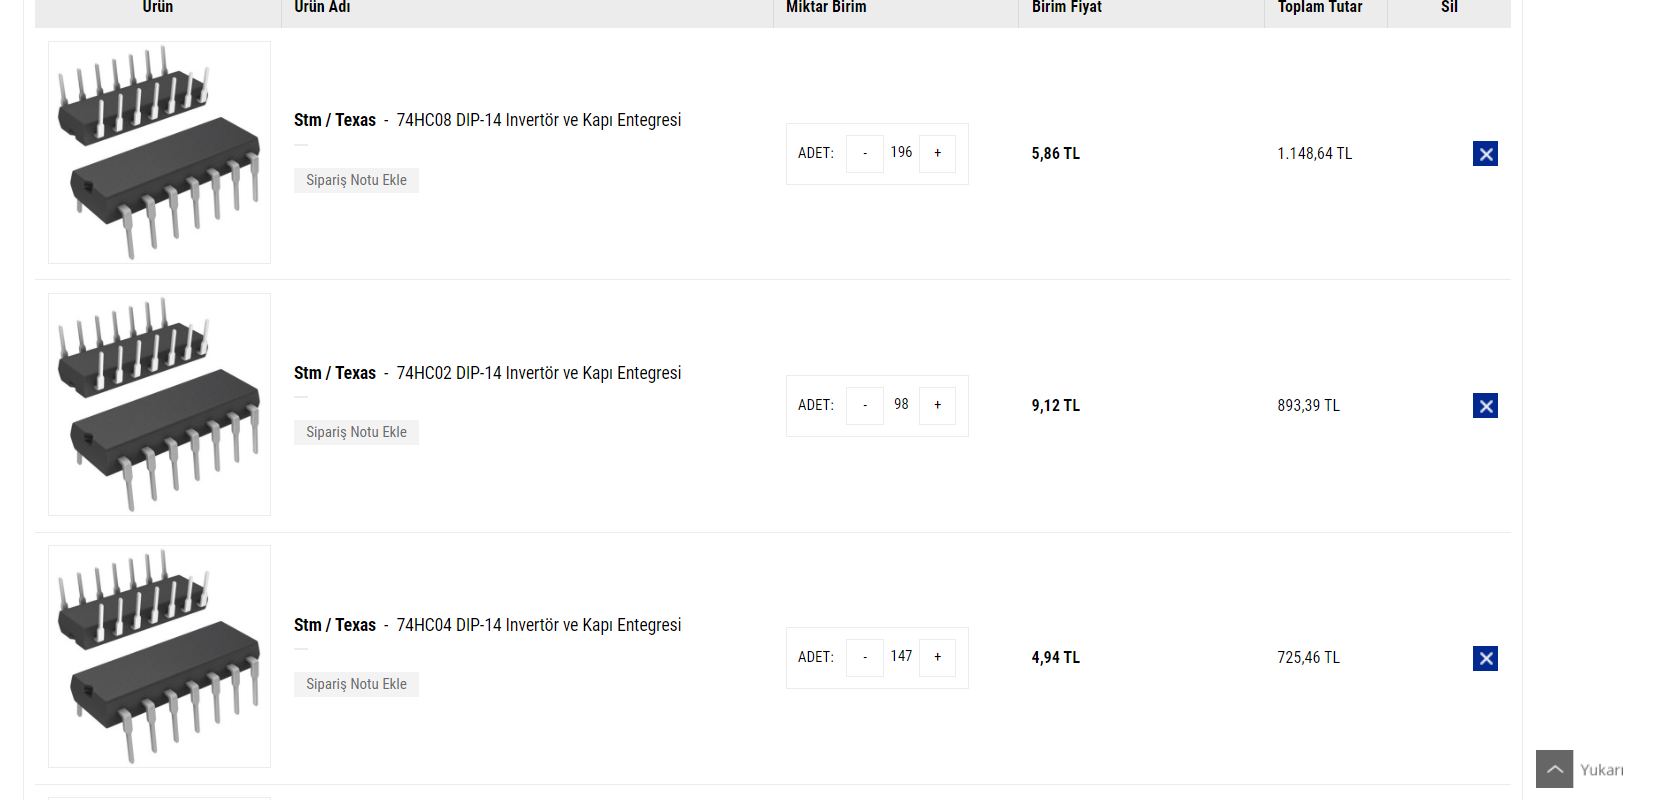 Ürün Ürün Adı Miktar Birim Birim Fiyat Toplam Tutar Sil
Stm / Texas - 74HC08 DIP-14 Invertör ve Kapı Entegresi
Sipariş Notu Ekle
ADET: - 196 +
5,86 TL
1.148,64 TL
Stm / Texas - 74HC02 DIP-14 Invertör ve Kapı Entegresi
Sipariş Notu Ekle
ADET: - 98 +
9,12 TL
893,39 TL
Stm / Texas - 74HC04 DIP-14 Invertör ve Kapı Entegresi
Sipariş Notu Ekle
ADET: - 147 +
4,94 TL
725,46 TL
Yukarı